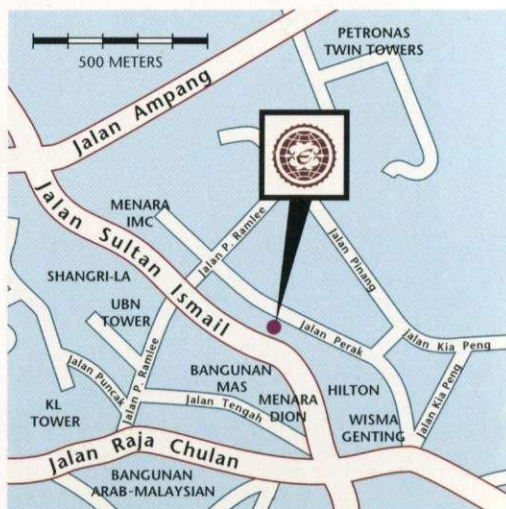 PETRONAS
TWIN TOWERS
500 METERS
Jalan Ampang
MENARA
IMC
Jalan P. Ramlee
Jalan Sultan Ismail
Jalan Pinang
SHANGRI-LA
UBN
TOWER
Jalan Perak
Jalan Kia Peng
Jalan P. Ramlee
Jalan Puncak
BANGUNAN
MAS
HILTON
Jalan Kia Peng
Jalan Tengah
MENARA
DION
KL
TOWER
WISMA
GENTING
Jalan Raja Chulan
BANGUNAN
ARAB-MALAYSIAN